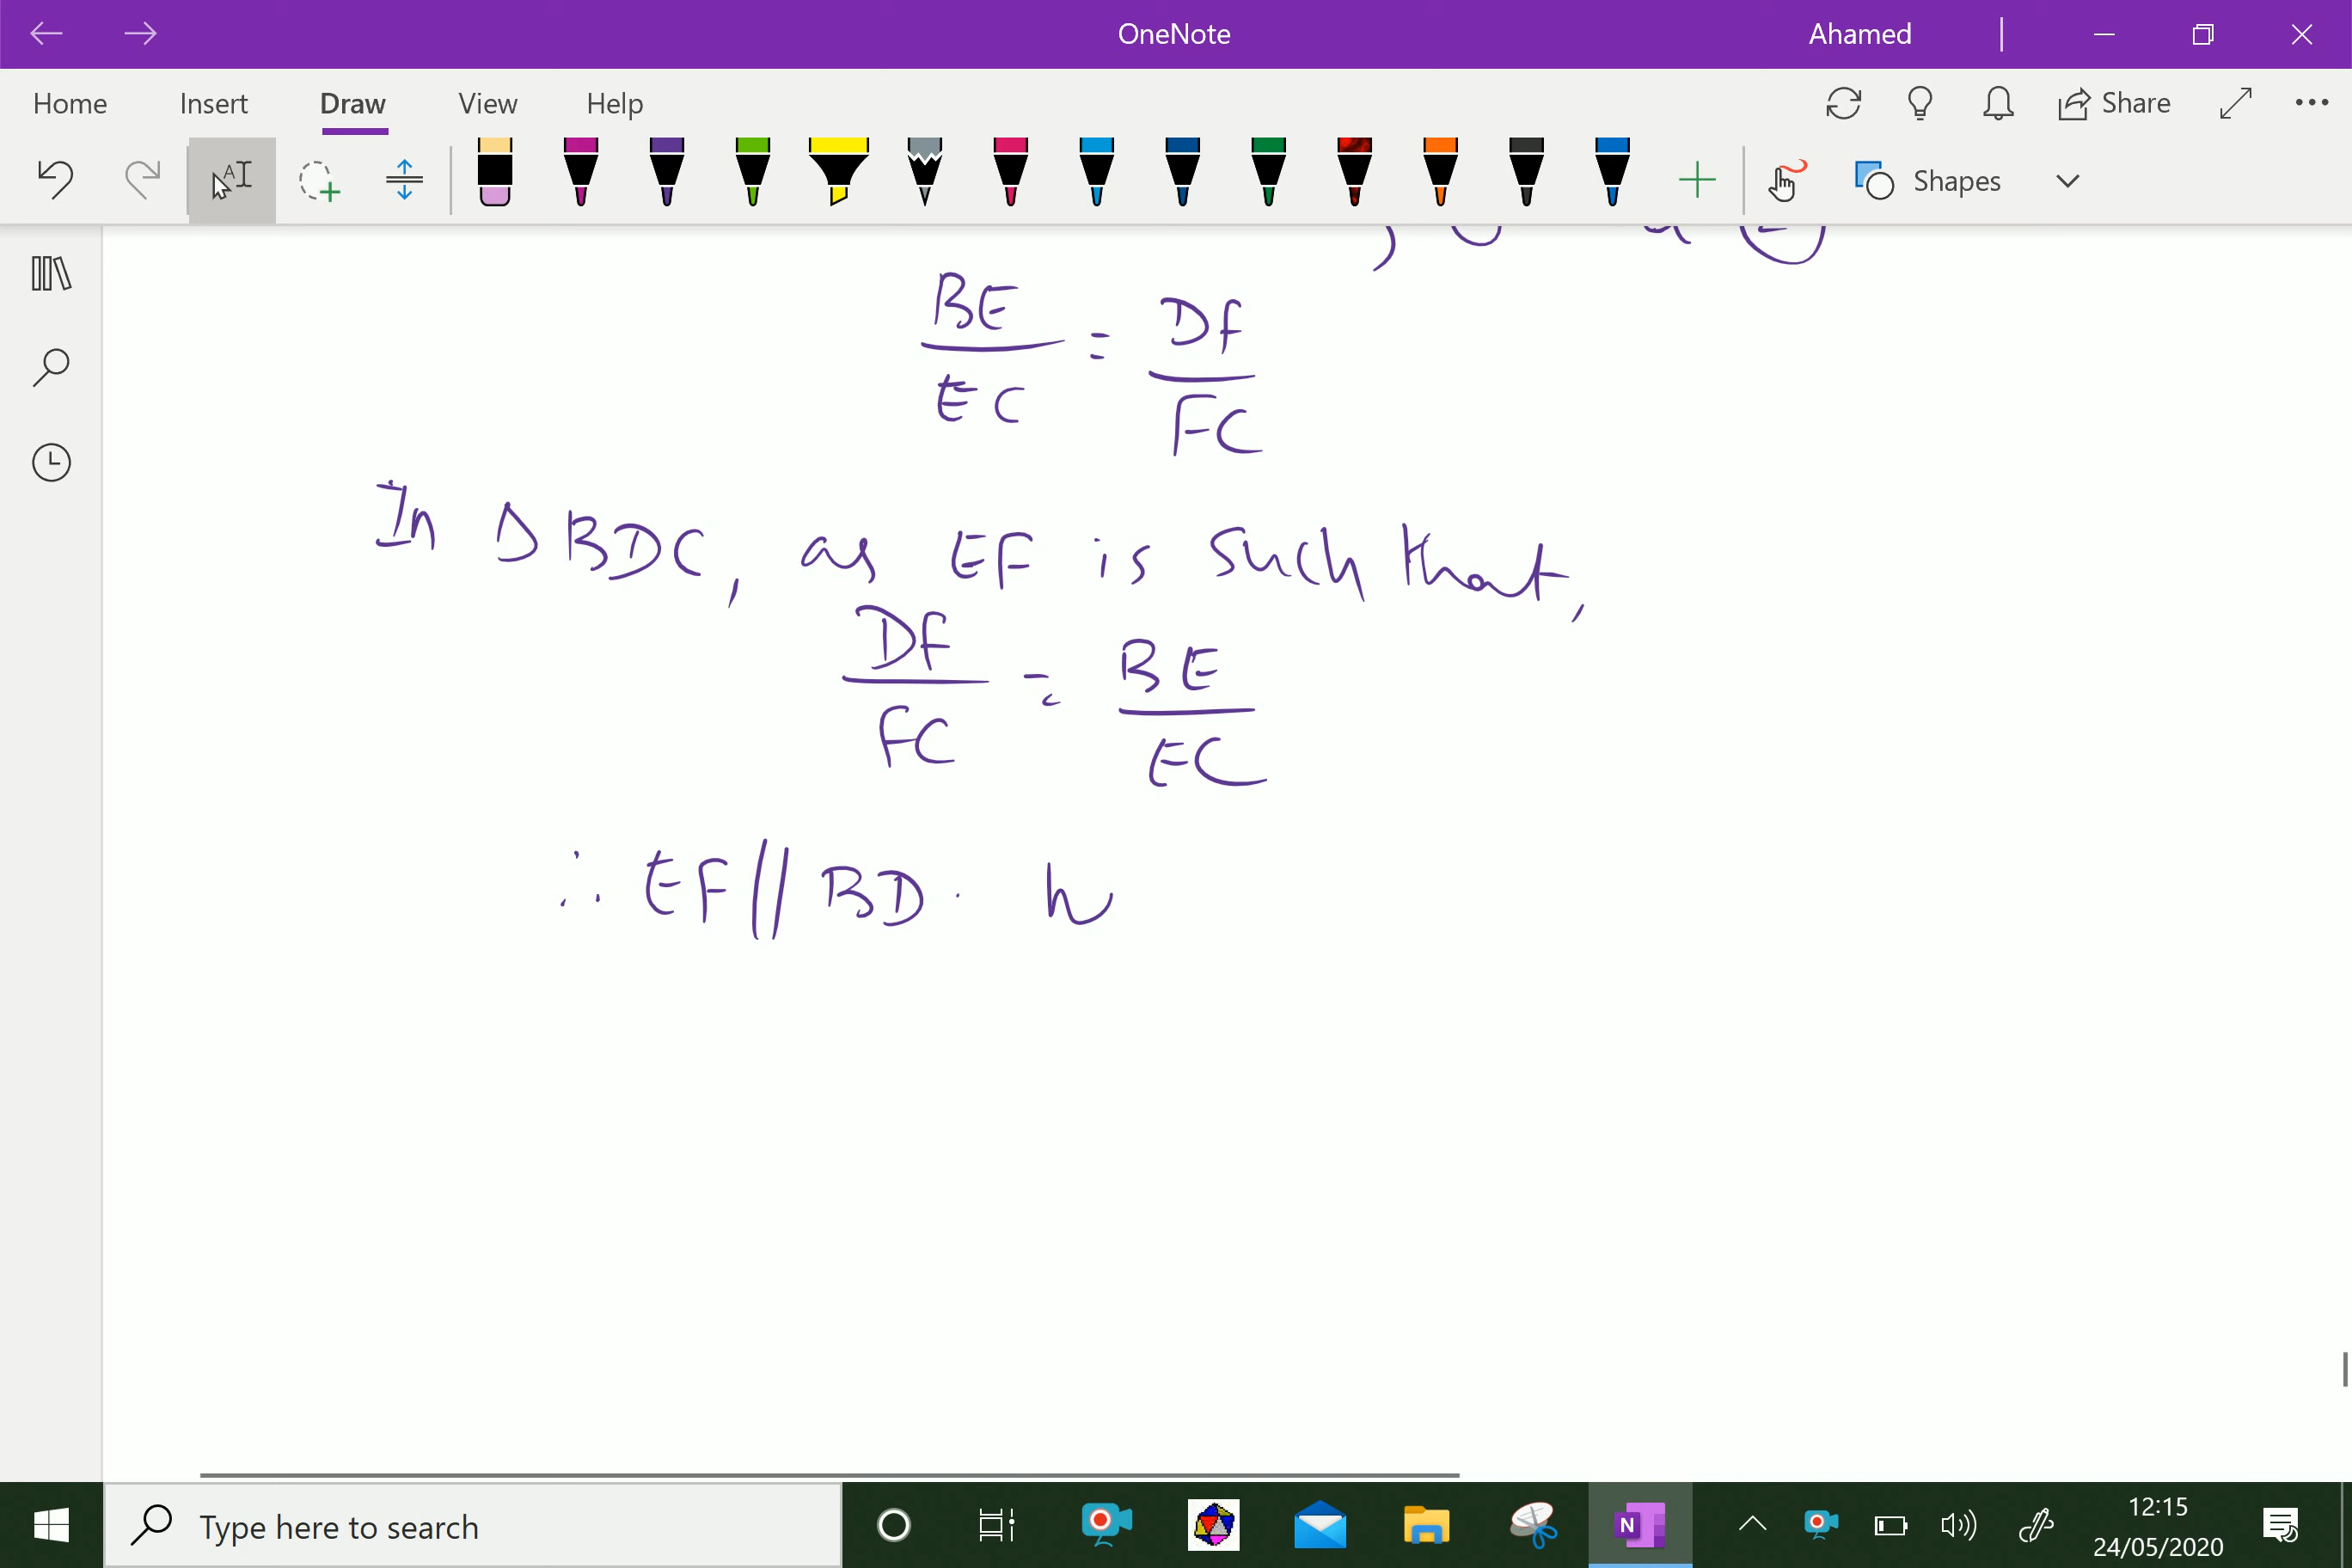 OneNote
Ahamed
Home Insert Draw View Help
Share
Shapes
BE/EC = Df/FC
In Δ BDC, as EF is such that,
Df/FC = BE/EC
∴ EF // BD.
Type here to search
12:15
24/05/2020